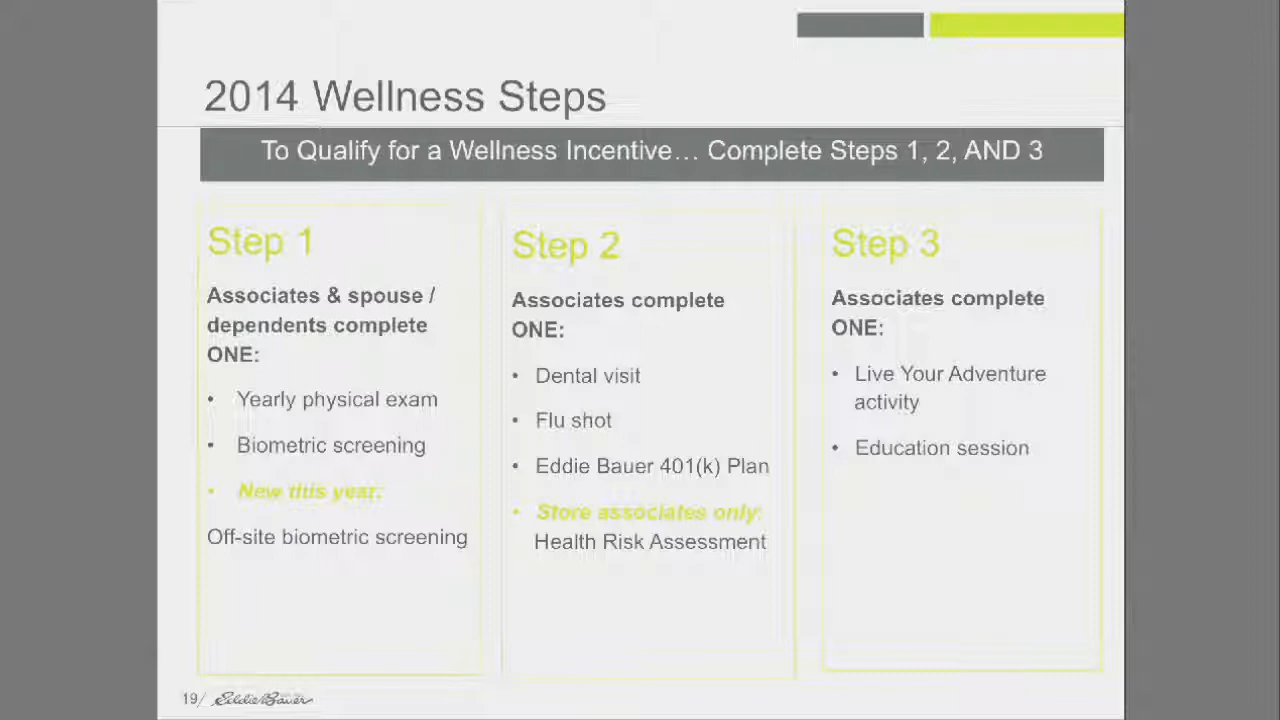 2014 Wellness Steps
To Qualify for a Wellness Incentive… Complete Steps 1, 2, AND 3
Step 1
Associates & spouse /
dependents complete
ONE:
• Yearly physical exam
• Biometric screening
• New this year:
Off-site biometric screening
Step 2
Associates complete
ONE:
• Dental visit
• Flu shot
• Eddie Bauer 401(k) Plan
• Store associates only:
Health Risk Assessment
Step 3
Associates complete
ONE:
• Live Your Adventure
activity
• Education session
19/ Eddie Bauer